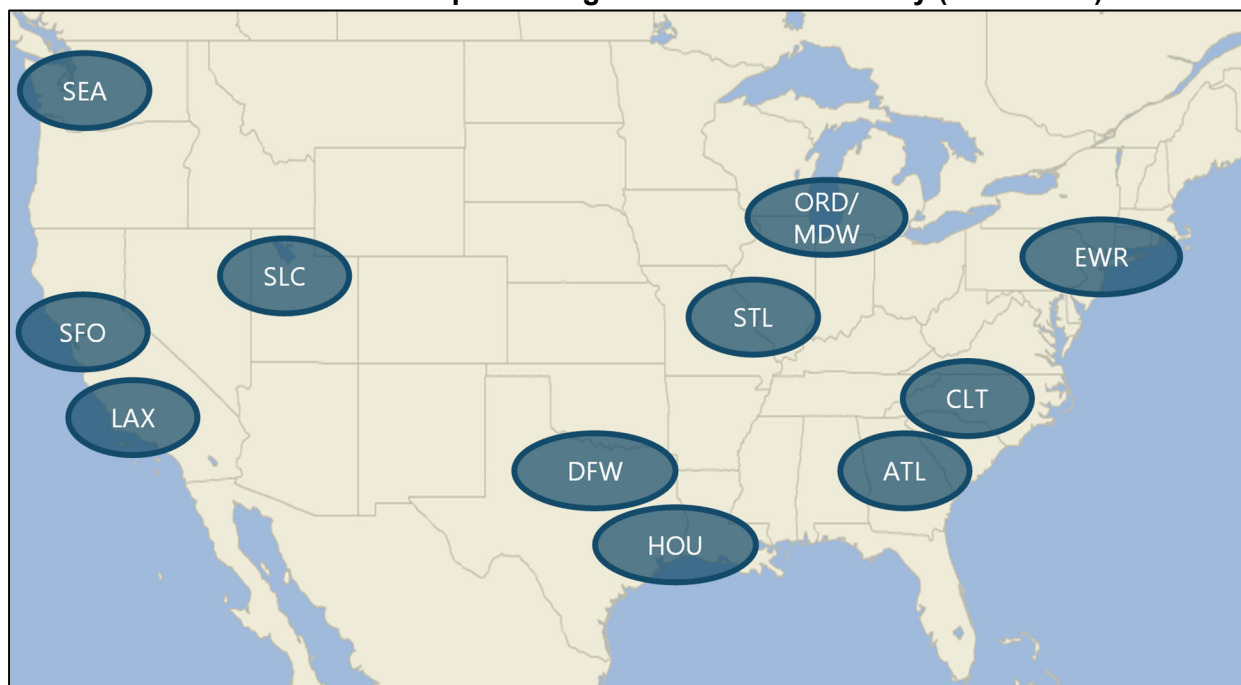 SEA
ORD/
MDW
EWR
SLC
STL
SFO
CLT
LAX
DFW
ATL
HOU